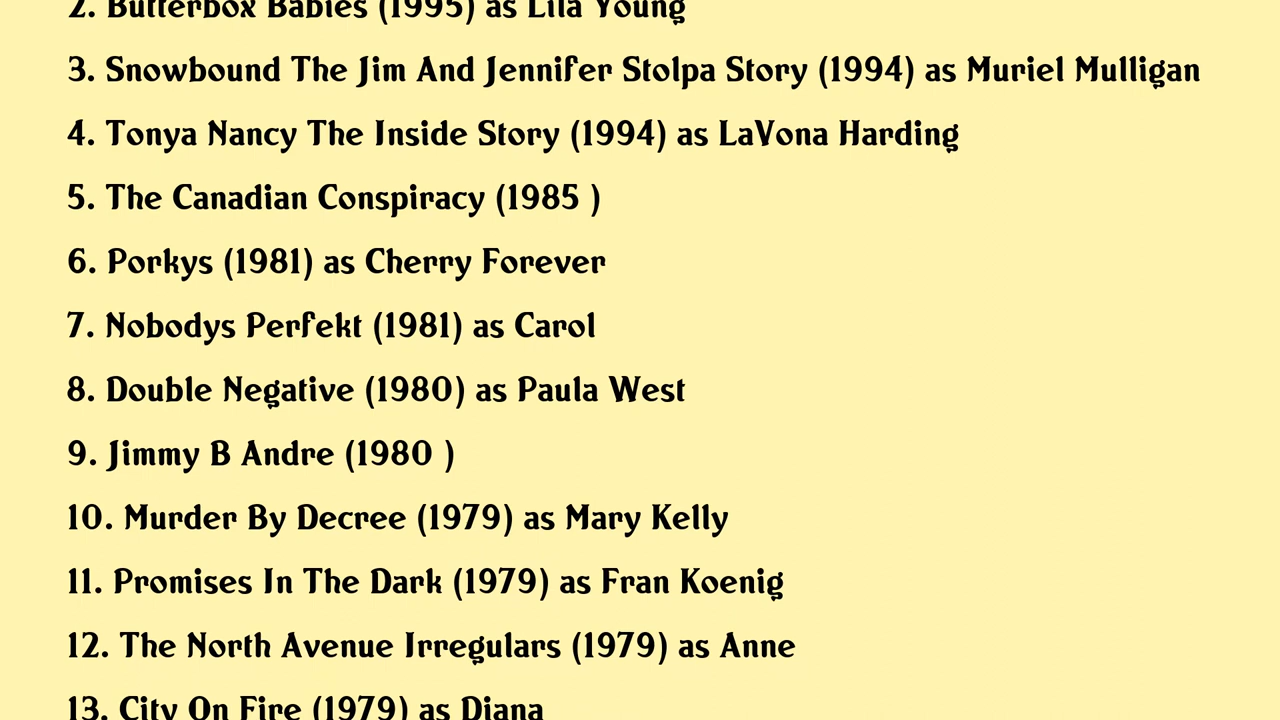 2. Butterbox Babies (1995) as Lila Young
3. Snowbound The Jim And Jennifer Stolpa Story (1994) as Muriel Mulligan
4. Tonya Nancy The Inside Story (1994) as LaVona Harding
5. The Canadian Conspiracy (1985 )
6. Porkys (1981) as Cherry Forever
7. Nobodys Perfekt (1981) as Carol
8. Double Negative (1980) as Paula West
9. Jimmy B Andre (1980 )
10. Murder By Decree (1979) as Mary Kelly
11. Promises In The Dark (1979) as Fran Koenig
12. The North Avenue Irregulars (1979) as Anne
13. City On Fire (1979) as Diana